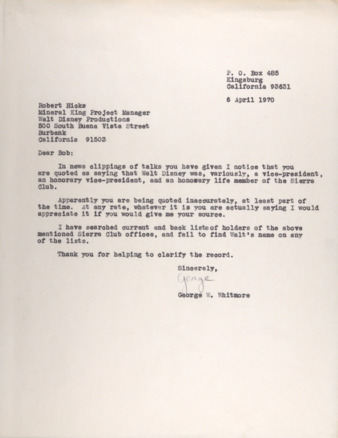 P. O. Box 485
Kingsburg
California 93631
6 April 1970
Robert Hicks
Mineral King Project Manager
Walt Disney Productions
500 South Buena Vista Street
Burbank
California 91503
Dear Bob:
In news clippings of talks you have given I notice that you
are quoted as saying that Walt Disney was, variously, a vice-president,
an honorary vice-president, and an honorary life member of the Sierra
Club.
Apparently you are being quoted inaccurately, at least part of
the time. At any rate, whatever it is you are actually saying I would
appreciate it if you would give me your source.
I have searched current and back lists of holders of the above
mentioned Sierra Club offices, and fail to find Walt's name on any
of the lists.
Thank you for helping to clarify the record.
Sincerely,
George
George W. Whitmore